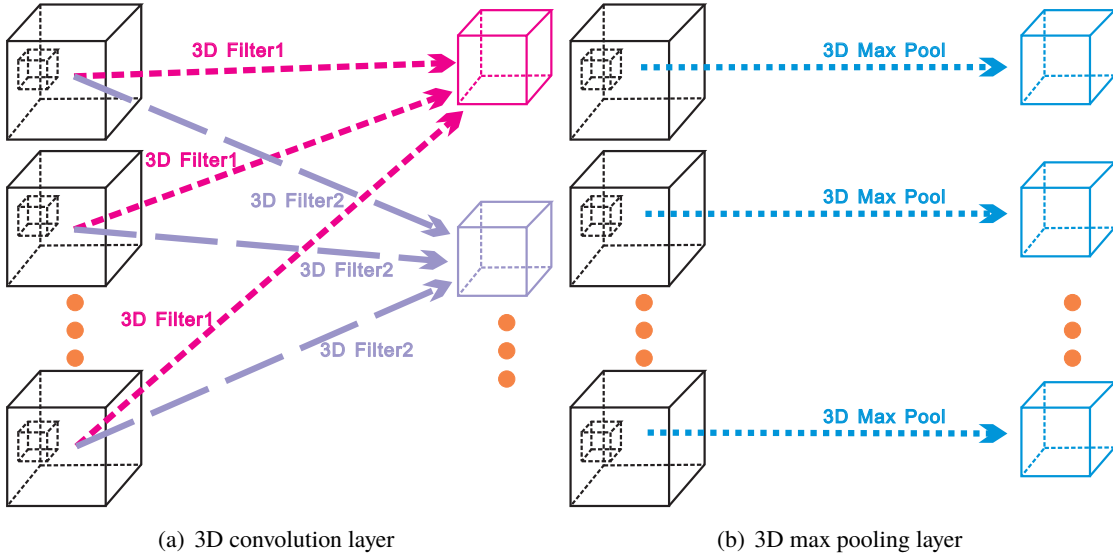 3D Filter1
3D Filter1
3D Filter2
3D Filter2
3D Filter1
3D Filter2
(a) 3D convolution layer
3D Max Pool
3D Max Pool
3D Max Pool
(b) 3D max pooling layer